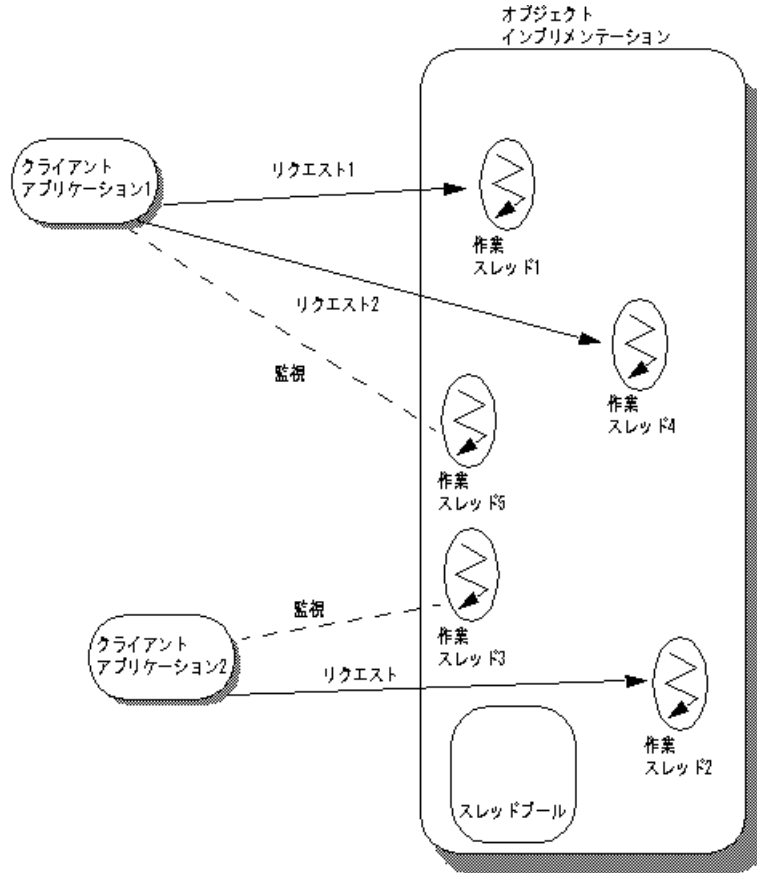 オブジェクト
インプリメンテーション
クライアント
アプリケーション1
リクエスト1
作業
スレッド1
リクエスト2
作業
スレッド4
監視
作業
スレッド5
監視
作業
スレッド3
クライアント
アプリケーション2
リクエスト
作業
スレッド2
スレッドプール